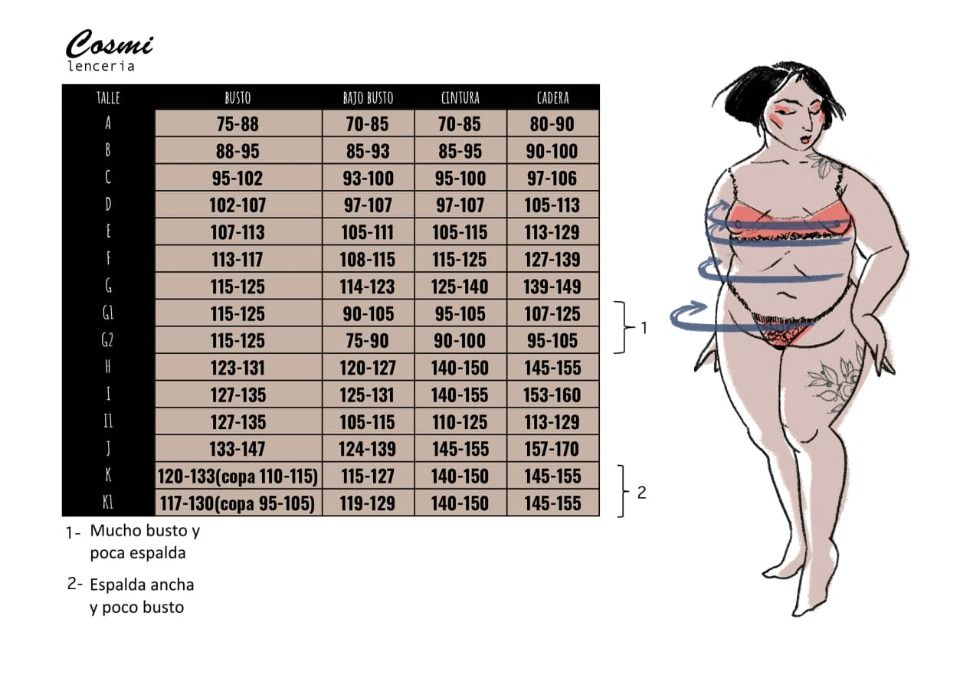 Cosmi
lenceria
TALLE BUSTO BAJO BUSTO CINTURA CADERA
A 75-88 70-85 70-85 80-90
B 88-95 85-93 85-95 90-100
C 95-102 93-100 95-100 97-106
D 102-107 97-107 97-107 105-113
E 107-113 105-111 105-115 113-129
F 113-117 108-115 115-125 127-139
G 115-125 114-123 125-140 139-149
G1 115-125 90-105 95-105 107-125
G2 115-125 75-90 90-100 95-105
1
H 123-131 120-127 140-150 145-155
I 127-135 125-131 140-155 153-160
I1 127-135 105-115 110-125 113-129
J 133-147 124-139 145-155 157-170
K 120-133(copa 110-115) 115-127 140-150 145-155
K1 117-130(copa 95-105) 119-129 140-150 145-155
2
1- Mucho busto y
poca espalda
2- Espalda ancha
y poco busto